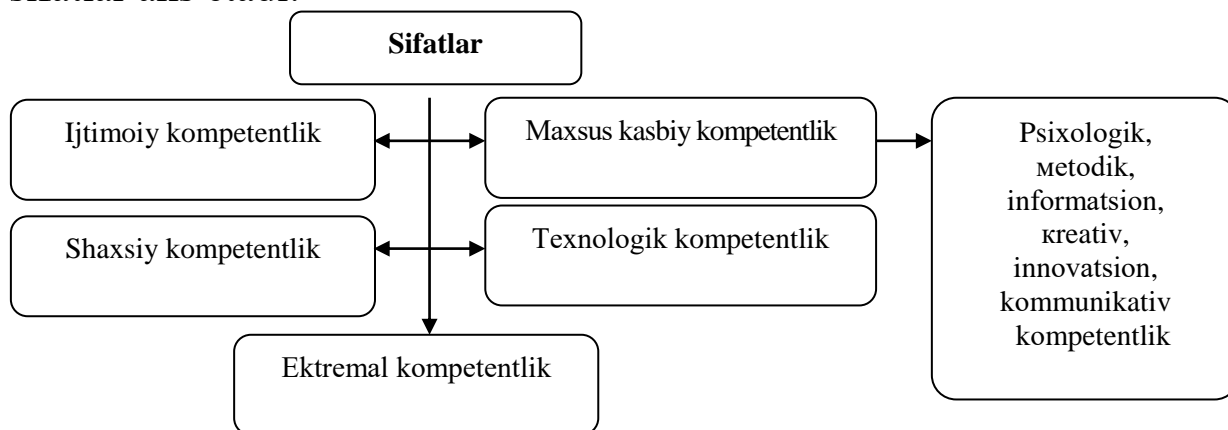 Sifatlar
Ijtimoiy kompetentlik
Maxsus kasbiy kompetentlik
Psixologik,
мetodik,
informatsion,
кreativ,
innovatsion,
kommunikativ
kompetentlik
Shaxsiy kompetentlik
Texnologik kompetentlik
Ektremal kompetentlik